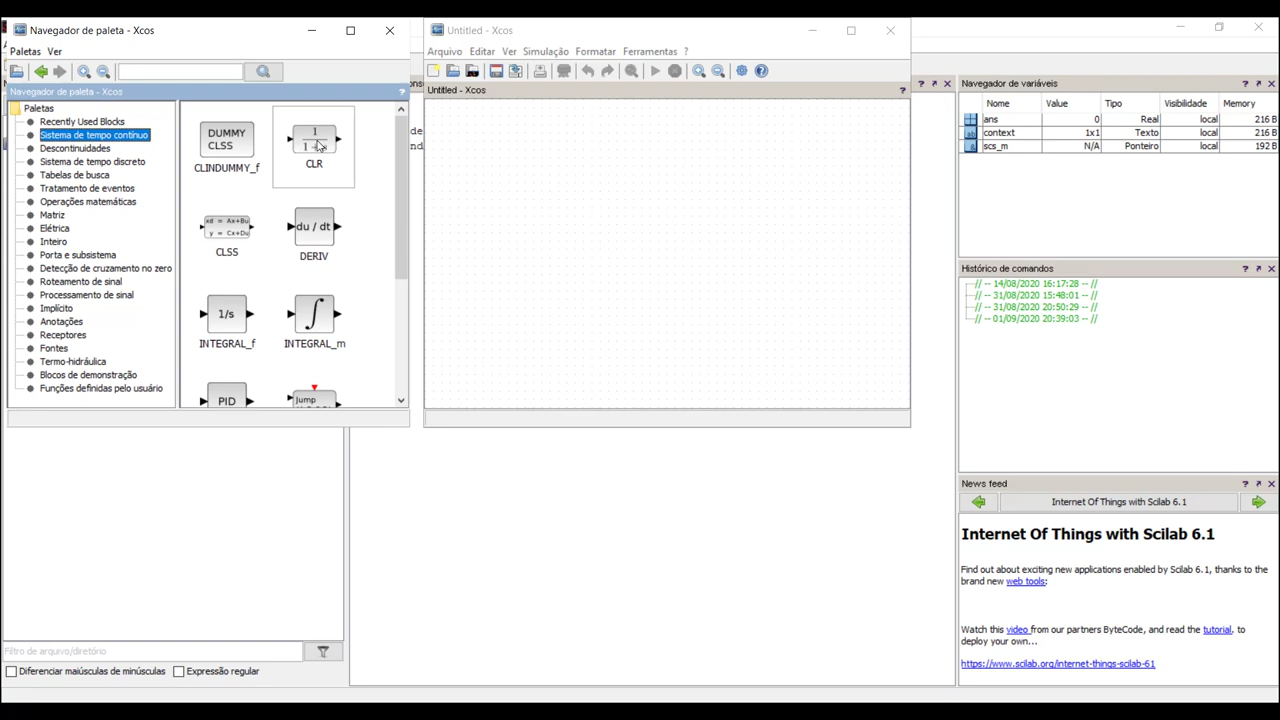 Navegador de paleta - Xcos
Paletas Ver
Navegador de paleta - Xcos ?
Paletas
Recently Used Blocks
Sistema de tempo contínuo
Descontinuidades
Sistema de tempo discreto
Tabelas de busca
Tratamento de eventos
Operações matemáticas
Matriz
Elétrica
Inteiro
Porta e subsistema
Detecção de cruzamento no zero
Roteamento de sinal
Processamento de sinal
Implícito
Anotações
Receptores
Fontes
Termo-hidráulica
Blocos de demonstração
Funções definidas pelo usuário
DUMMY
CLSS
CLINDUMMY_f
1
CLR
xd = Ax+Bu
y = Cx+Du
CLSS
du / dt
DERIV
1/s
INTEGRAL_f
∫
INTEGRAL_m
PID
Jump
Untitled - Xcos
Arquivo Editar Ver Simulação Formatar Ferramentas ?
Untitled - Xcos ?
Navegador de variáveis ?
Nome Value Tipo Visibilidade Memory
ans 0 Real local 216 B
context 1x1 Texto local 216 B
scs_m N/A Ponteiro local 192 B
Histórico de comandos ?
// -- 14/08/2020 16:17:28 -- //
// -- 31/08/2020 15:48:01 -- //
// -- 31/08/2020 20:50:29 -- //
// -- 01/09/2020 20:39:03 -- //
News feed ?
Internet Of Things with Scilab 6.1
Internet Of Things with Scilab 6.1
Find out about exciting new applications enabled by Scilab 6.1, thanks to the
brand new web tools:
Watch this video from our partners ByteCode, and read the tutorial, to
deploy your own...
https://www.scilab.org/internet-things-scilab-61
Filtro de arquivo/diretório
Diferenciar maiúsculas de minúsculas Expressão regular